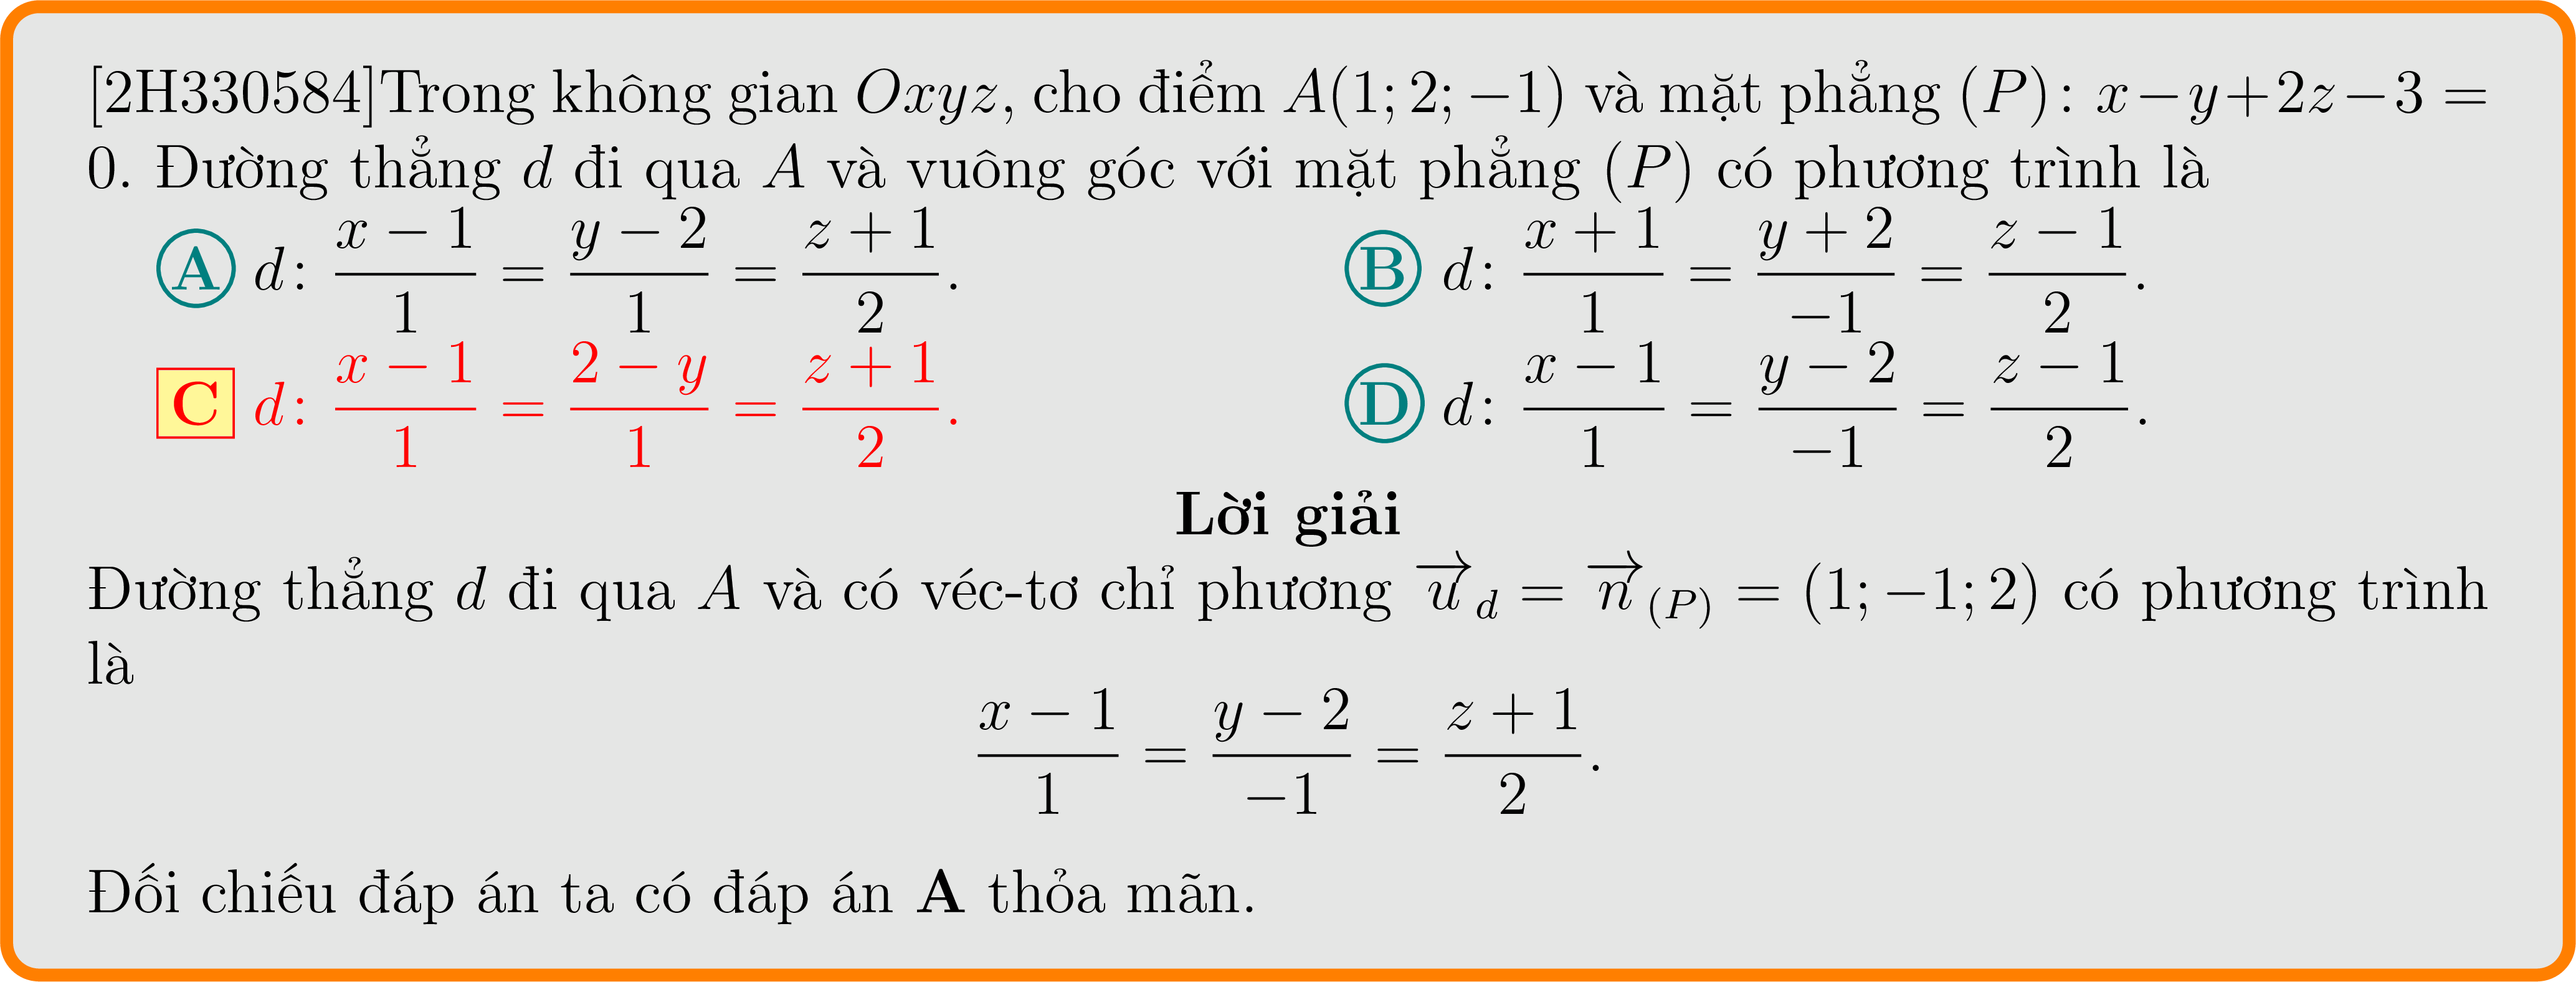 [2H330584]Trong không gian Oxyz, cho điểm A(1; 2; −1) và mặt phẳng (P): x−y+2z−3 =
0. Đường thẳng d đi qua A và vuông góc với mặt phẳng (P) có phương trình là
A d: \frac{x − 1}{1} = \frac{y − 2}{1} = \frac{z + 1}{2}. B d: \frac{x + 1}{1} = \frac{y + 2}{−1} = \frac{z − 1}{2}.
C d: \frac{x − 1}{1} = \frac{2 − y}{1} = \frac{z + 1}{2}. D d: \frac{x − 1}{1} = \frac{y − 2}{−1} = \frac{z − 1}{2}.
Lời giải
Đường thẳng d đi qua A và có véc-tơ chỉ phương \overrightarrow{u}_d = \overrightarrow{n}_{(P)} = (1; −1; 2) có phương trình
là
\frac{x − 1}{1} = \frac{y − 2}{−1} = \frac{z + 1}{2}.
Đối chiếu đáp án ta có đáp án A thỏa mãn.